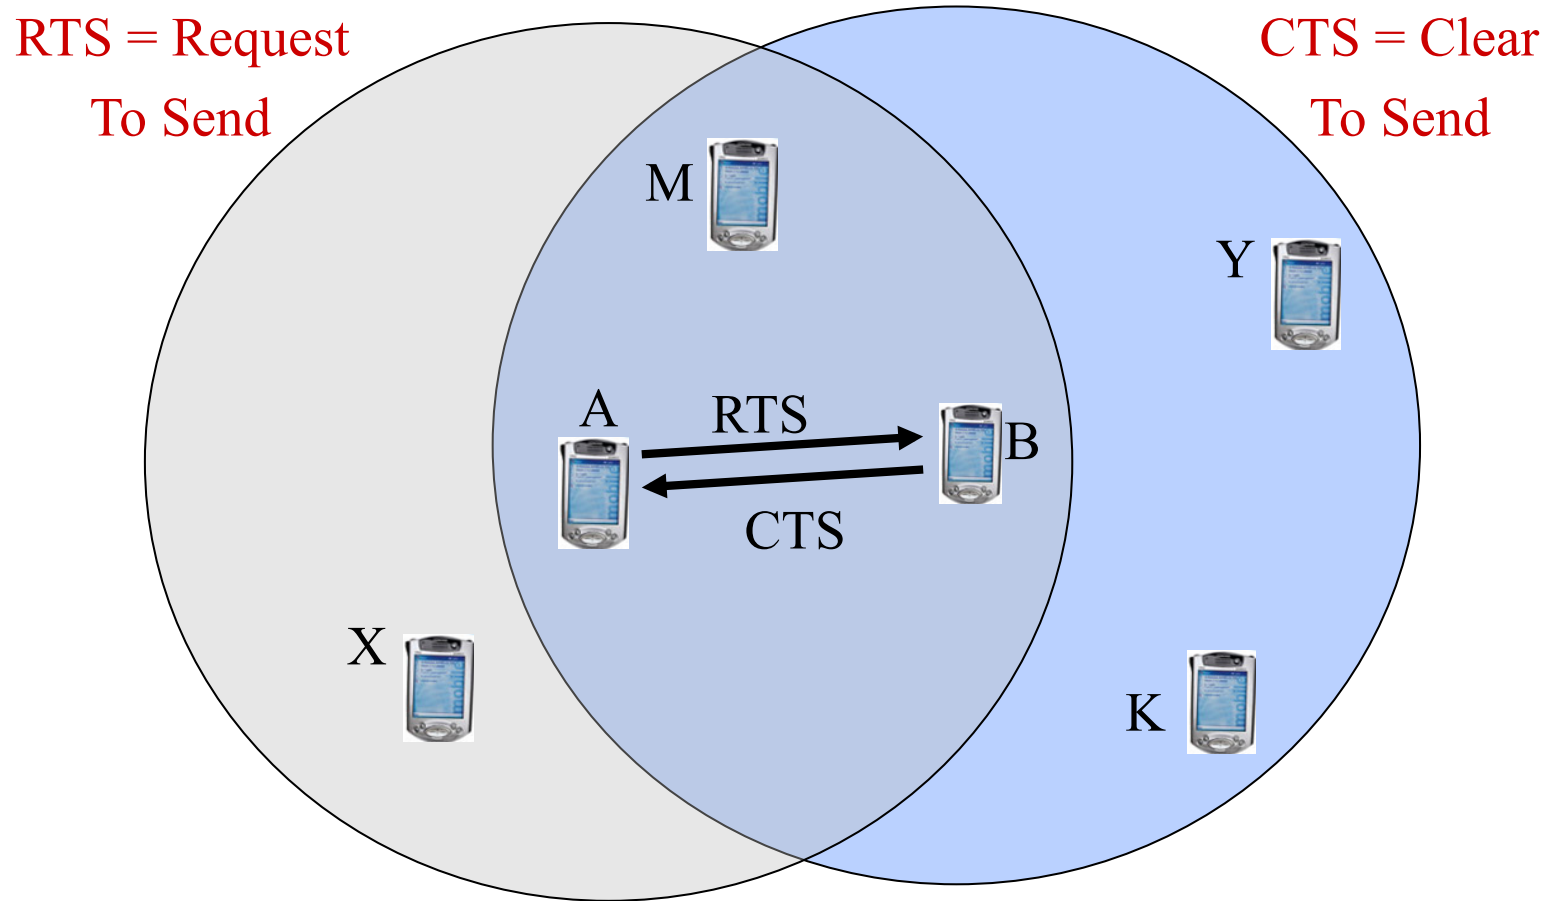 RTS = Request
To Send
CTS = Clear
To Send
M
Y
A
RTS
B
CTS
X
K